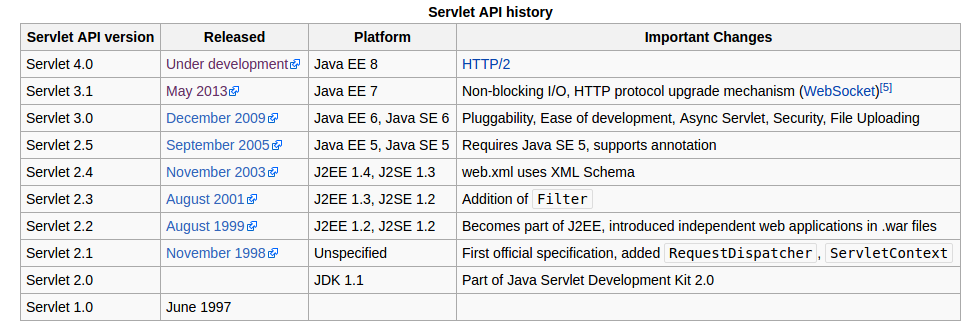 Servlet API history
Servlet API version Released Platform Important Changes
Servlet 4.0 Under development Java EE 8 HTTP/2
Servlet 3.1 May 2013 Java EE 7 Non-blocking I/O, HTTP protocol upgrade mechanism (WebSocket)[5]
Servlet 3.0 December 2009 Java EE 6, Java SE 6 Pluggability, Ease of development, Async Servlet, Security, File Uploading
Servlet 2.5 September 2005 Java EE 5, Java SE 5 Requires Java SE 5, supports annotation
Servlet 2.4 November 2003 J2EE 1.4, J2SE 1.3 web.xml uses XML Schema
Servlet 2.3 August 2001 J2EE 1.3, J2SE 1.2 Addition of Filter
Servlet 2.2 August 1999 J2EE 1.2, J2SE 1.2 Becomes part of J2EE, introduced independent web applications in .war files
Servlet 2.1 November 1998 Unspecified First official specification, added RequestDispatcher, ServletContext
Servlet 2.0 JDK 1.1 Part of Java Servlet Development Kit 2.0
Servlet 1.0 June 1997